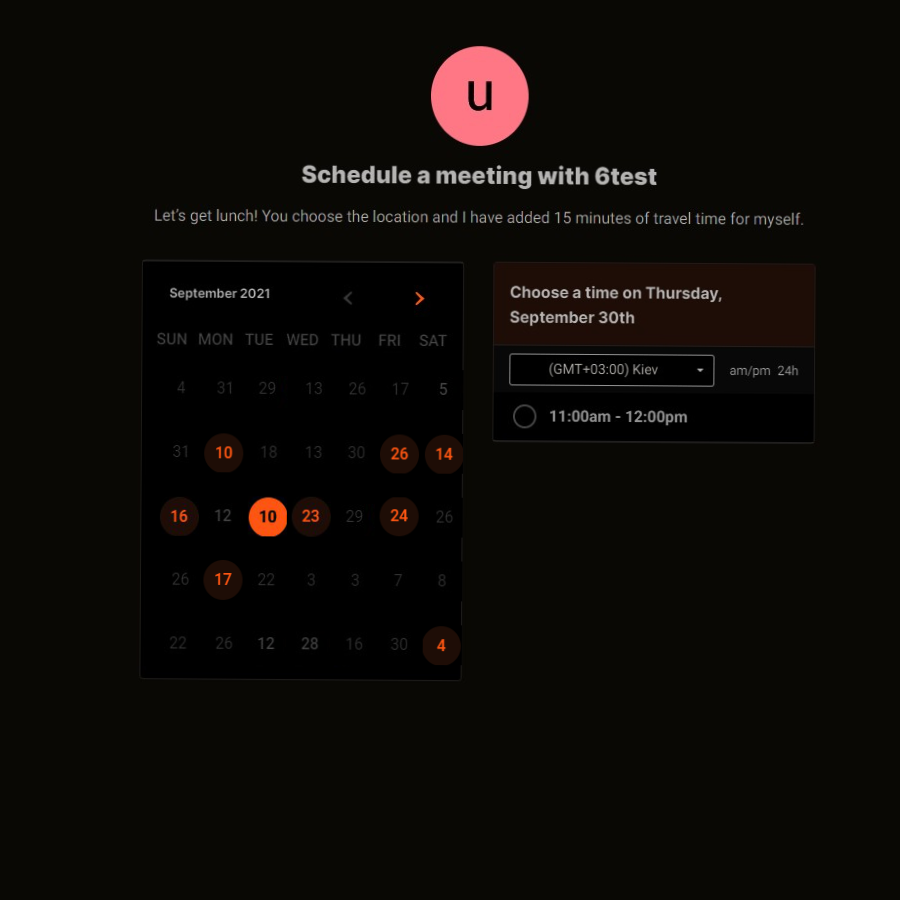 u
Schedule a meeting with 6test
Let's get lunch! You choose the location and I have added 15 minutes of travel time for myself.
September 2021
SUN MON TUE WED THU FRI SAT
4 31 29 13 26 17 5
31 10 18 13 30 26 14
16 12 10 23 29 24 26
26 17 22 3 3 7 8
22 26 12 28 16 30 4
Choose a time on Thursday,
September 30th
(GMT+03:00) Kiev am/pm 24h
11:00am - 12:00pm